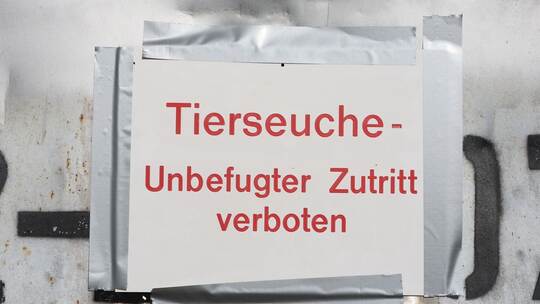 Tierseuche -
Unbefugter Zutritt
verboten